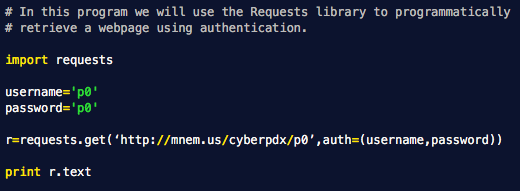 # In this program we will use the Requests library to programmatically
# retrieve a webpage using authentication.
import requests
username='p0'
password='p0'
r=requests.get(‘http://mnem.us/cyberpdx/p0’,auth=(username,password))
print r.text